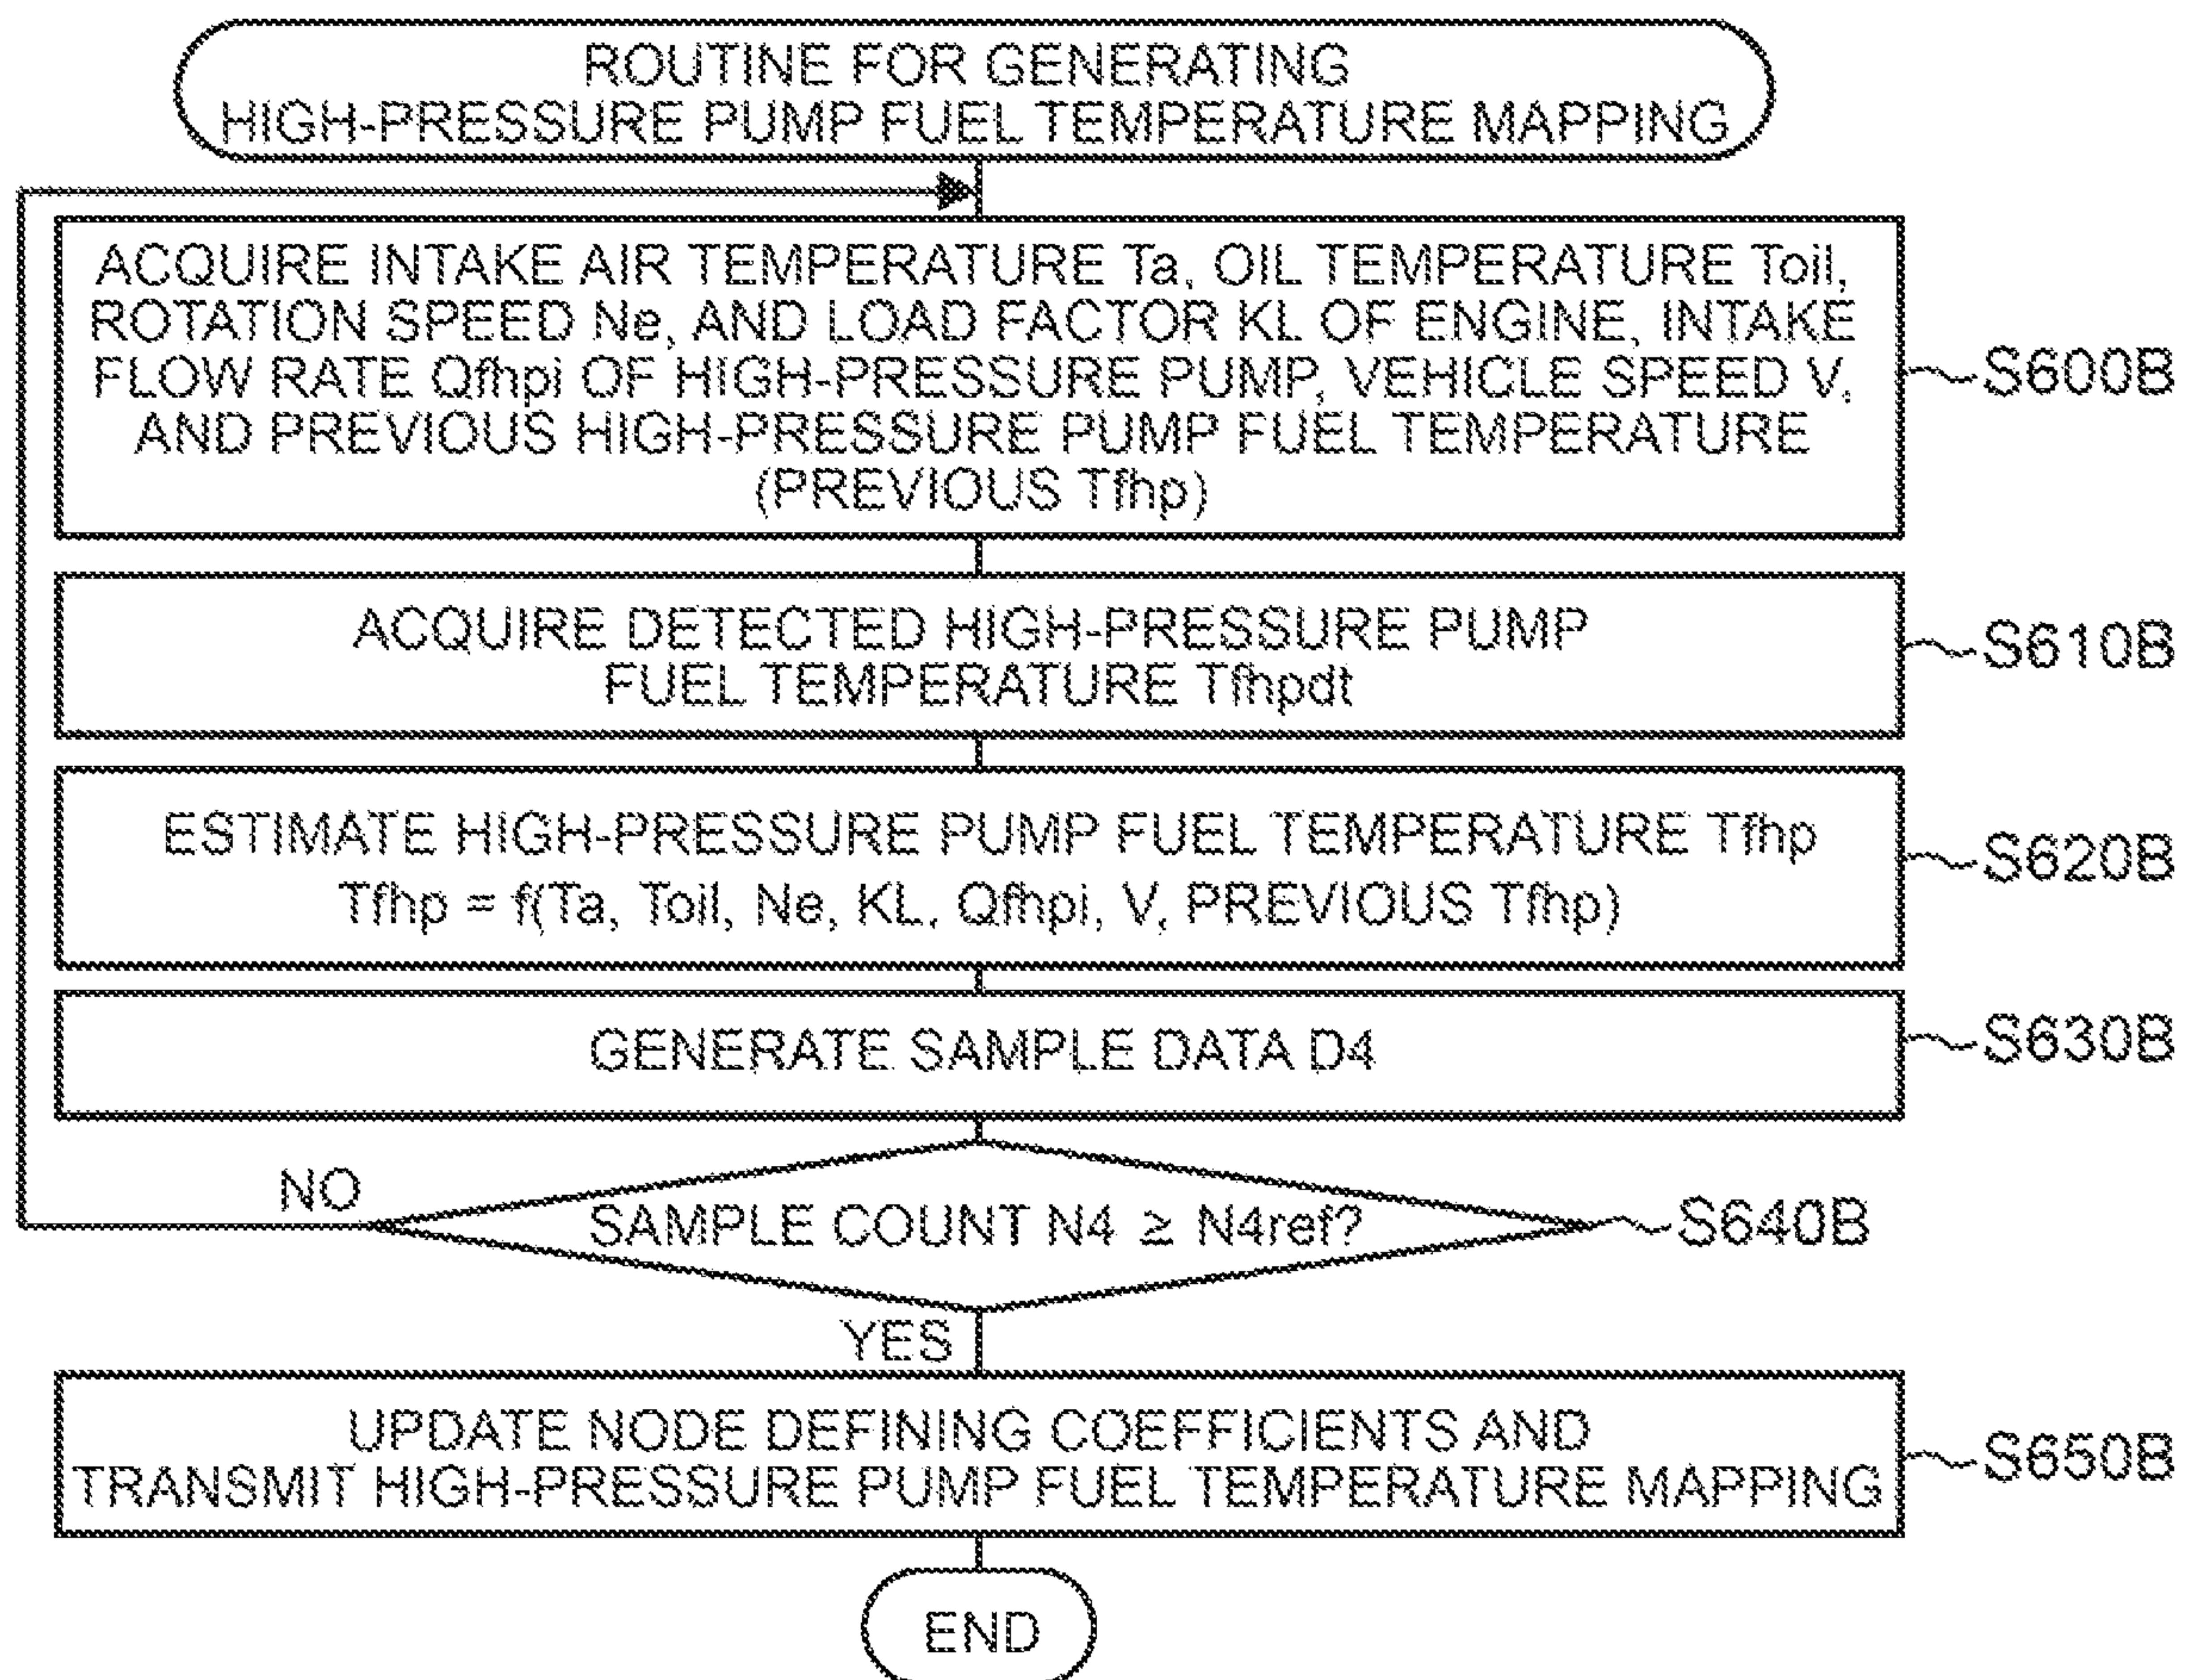 ROUTINE FOR GENERATING
HIGH-PRESSURE PUMP FUEL TEMPERATURE MAPPING
ACQUIRE INTAKE AIR TEMPERATURE Ta, OIL TEMPERATURE Toil,
ROTATION SPEED Ne, AND LOAD FACTOR KL OF ENGINE, INTAKE
FLOW RATE Qfhpi OF HIGH-PRESSURE PUMP, VEHICLE SPEED V,
AND PREVIOUS HIGH-PRESSURE PUMP FUEL TEMPERATURE
(PREVIOUS Tfhp)
S600B
ACQUIRE DETECTED HIGH-PRESSURE PUMP
FUEL TEMPERATURE Tfhpdt
S610B
ESTIMATE HIGH-PRESSURE PUMP FUEL TEMPERATURE Tfhp
Tfhp = f(Ta, Toil, Ne, KL, Qfhpi, V, PREVIOUS Tfhp)
S620B
GENERATE SAMPLE DATA D4
S630B
NO
SAMPLE COUNT N4 ≥ N4ref?
S640B
YES
UPDATE NODE DEFINING COEFFICIENTS AND
TRANSMIT HIGH-PRESSURE PUMP FUEL TEMPERATURE MAPPING
S650B
END